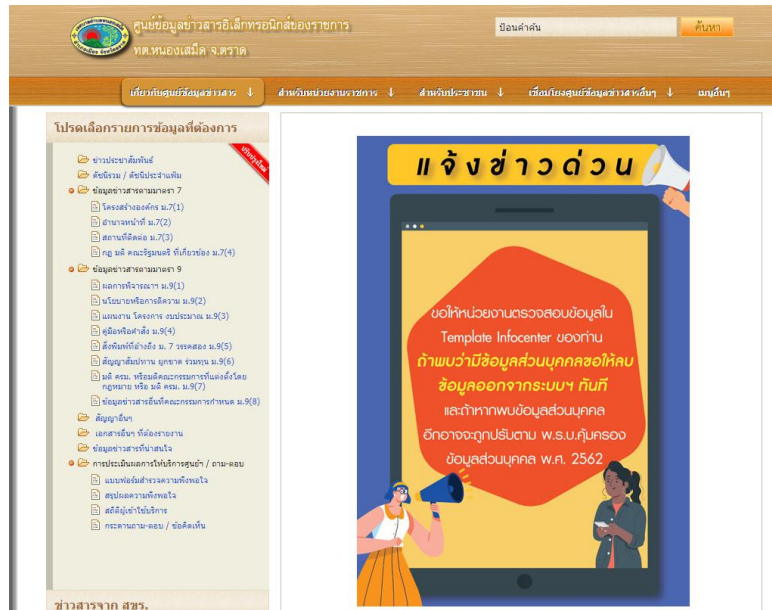 ศูนย์ข้อมูลข่าวสารอิเล็กทรอนิกส์ของราชการ
ทต.หนองเสม็ด จ.ตราด
ป้อนคำค้น
ค้นหา
เกี่ยวกับศูนย์ข้อมูลข่าวสาร ↓ สำหรับหน่วยงานราชการ ↓ สำหรับประชาชน ↓ เชื่อมโยงศูนย์ข้อมูลข่าวสารอื่นๆ ↓ เมนูอื่นๆ
โปรดเลือกรายการข้อมูลที่ต้องการ
ปรับปรุงใหม่
ข่าวประชาสัมพันธ์
ดัชนีรวม / ดัชนีประจำแฟ้ม
ข้อมูลข่าวสารตามมาตรา 7
โครงสร้างองค์กร ม.7(1)
อำนาจหน้าที่ ม.7(2)
สถานที่ติดต่อ ม.7(3)
กฎ มติ คณะรัฐมนตรี ที่เกี่ยวข้อง ม.7(4)
ข้อมูลข่าวสารตามมาตรา 9
ผลการพิจารณาฯ ม.9(1)
นโยบายหรือการตีความ ม.9(2)
แผนงาน โครงการ งบประมาณ ม.9(3)
คู่มือหรือคำสั่ง ม.9(4)
สิ่งพิมพ์ที่อ้างถึง ม. 7 วรรคสอง ม.9(5)
สัญญาสัมปทาน ผูกขาด ร่วมทุน ม.9(6)
มติ ครม. หรือมติคณะกรรมการที่แต่งตั้งโดย
กฎหมาย หรือ มติ ครม. ม.9(7)
ข้อมูลข่าวสารอื่นที่คณะกรรมการกำหนด ม.9(8)
สัญญาอื่นๆ
เอกสารอื่นๆ ที่ต้องรายงาน
ข้อมูลข่าวสารที่น่าสนใจ
การประเมินผลการให้บริการศูนย์ฯ / ถาม-ตอบ
แบบฟอร์มสำรวจความพึงพอใจ
สรุปผลความพึงพอใจ
สถิติผู้เข้าใช้บริการ
กระดานถาม-ตอบ / ข้อคิดเห็น
ข่าวสารจาก สขร.
แจ้งข่าวด่วน
ขอให้หน่วยงานตรวจสอบข้อมูลใน
Template Infocenter ของท่าน
ถ้าพบว่ามีข้อมูลส่วนบุคคลขอให้ลบ
ข้อมูลออกจากระบบฯ ทันที
และถ้าหากพบข้อมูลส่วนบุคคล
อีกอาจจะถูกปรับตาม พ.ร.บ.คุ้มครอง
ข้อมูลส่วนบุคคล พ.ศ. 2562